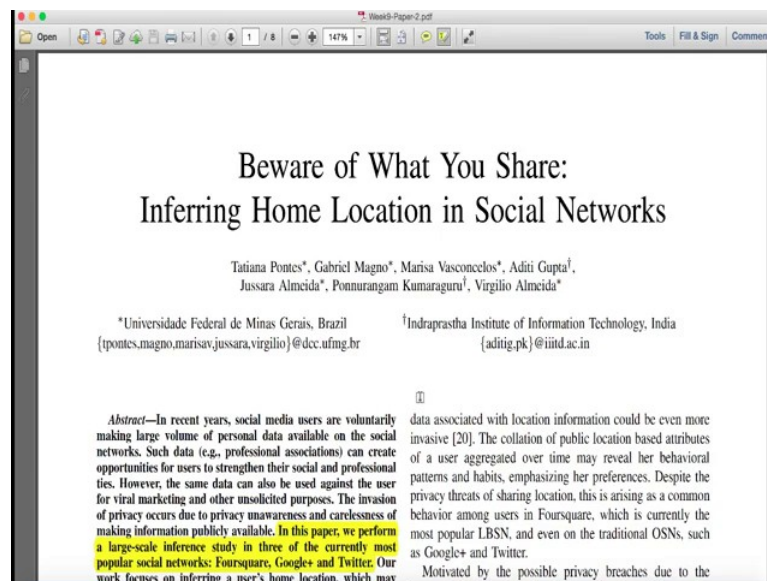 Week9-Paper-2.pdf
Open
1 / 8
147%
Tools Fill & Sign Commen
Beware of What You Share:
Inferring Home Location in Social Networks
Tatiana Pontes*, Gabriel Magno*, Marisa Vasconcelos*, Aditi Gupta†,
Jussara Almeida*, Ponnurangam Kumaraguru†, Virgilio Almeida*
*Universidade Federal de Minas Gerais, Brazil
{tpontes,magno,marisav,jussara,virgilio}@dcc.ufmg.br
†Indraprastha Institute of Information Technology, India
{aditig,pk}@iiitd.ac.in
Abstract—In recent years, social media users are voluntarily
making large volume of personal data available on the social
networks. Such data (e.g., professional associations) can create
opportunities for users to strengthen their social and professional
ties. However, the same data can also be used against the user
for viral marketing and other unsolicited purposes. The invasion
of privacy occurs due to privacy unawareness and carelessness of
making information publicly available. In this paper, we perform
a large-scale inference study in three of the currently most
popular social networks: Foursquare, Google+ and Twitter. Our
work focuses on inferring a user's home location, which may
data associated with location information could be even more
invasive [20]. The collation of public location based attributes
of a user aggregated over time may reveal her behavioral
patterns and habits, emphasizing her preferences. Despite the
privacy threats of sharing location, this is arising as a common
behavior among users in Foursquare, which is currently the
most popular LBSN, and even on the traditional OSNs, such
as Google+ and Twitter.
Motivated by the possible privacy breaches due to the